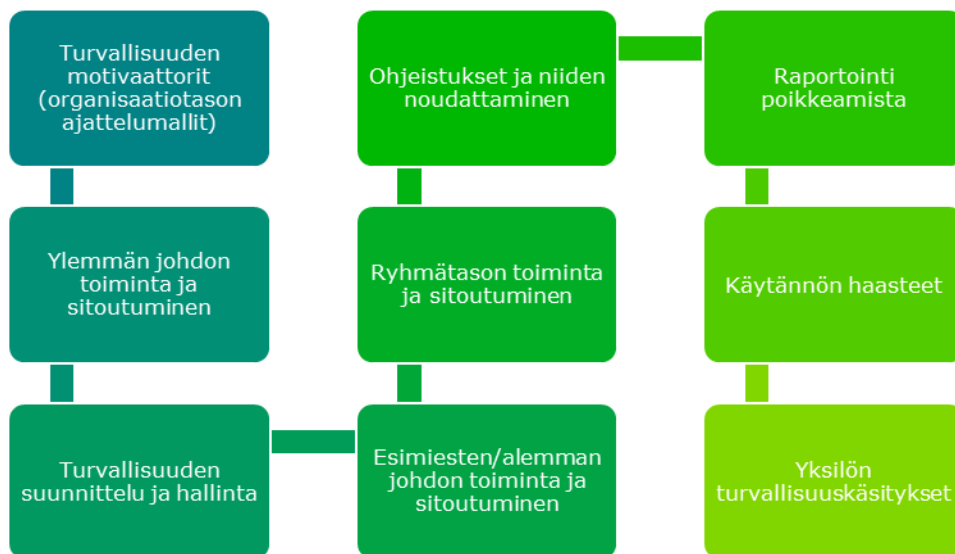 Turvallisuuden
motivaattorit
(organisaatiotason
ajattelumallit)
Ylemmän johdon
toiminta ja
sitoutuminen
Turvallisuuden
suunnittelu ja hallinta
Esimiesten/alemman
johdon toiminta ja
sitoutuminen
Ryhmätason toiminta
ja sitoutuminen
Ohjeistukset ja niiden
noudattaminen
Raportointi
poikkeamista
Käytännön haasteet
Yksilön
turvallisuuskäsitykset